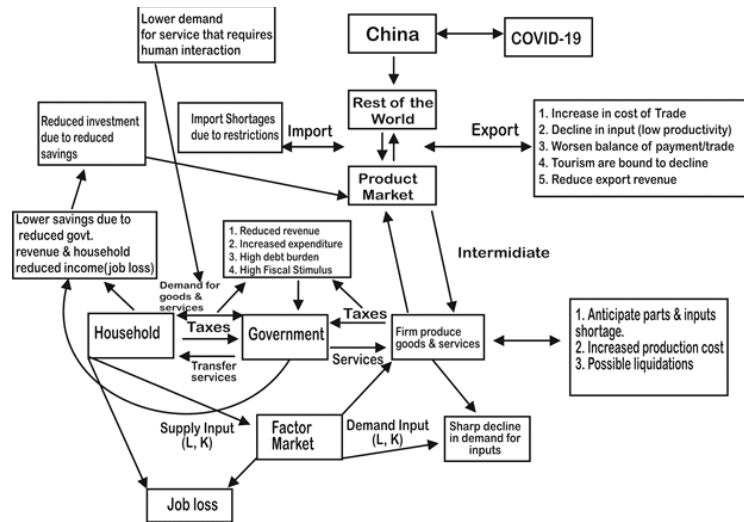 Lower demand
for service that requires
human interaction
China
COVID-19
Reduced investment
due to reduced
savings
Import Shortages
due to restrictions
Import
Rest of the
World
Export
1. Increase in cost of Trade
2. Decline in input (low productivity)
3. Worsen balance of payment/trade
4. Tourism are bound to decline
5. Reduce export revenue
Product
Market
Lower savings due to
reduced govt.
revenue & household
reduced income(job loss)
1. Reduced revenue
2. Increased expenditure
3. High debt burden
4. High Fiscal Stimulus
Intermidiate
Demand for
goods &
services
Household
Taxes
Government
Taxes
Firm produce
goods & services
1. Anticipate parts & inputs
shortage.
2. Increased production cost
3. Possible liquidations
Transfer
services
Services
Supply Input
(L, K)
Factor
Market
Demand Input
(L, K)
Sharp decline
in demand for
inputs
Job loss